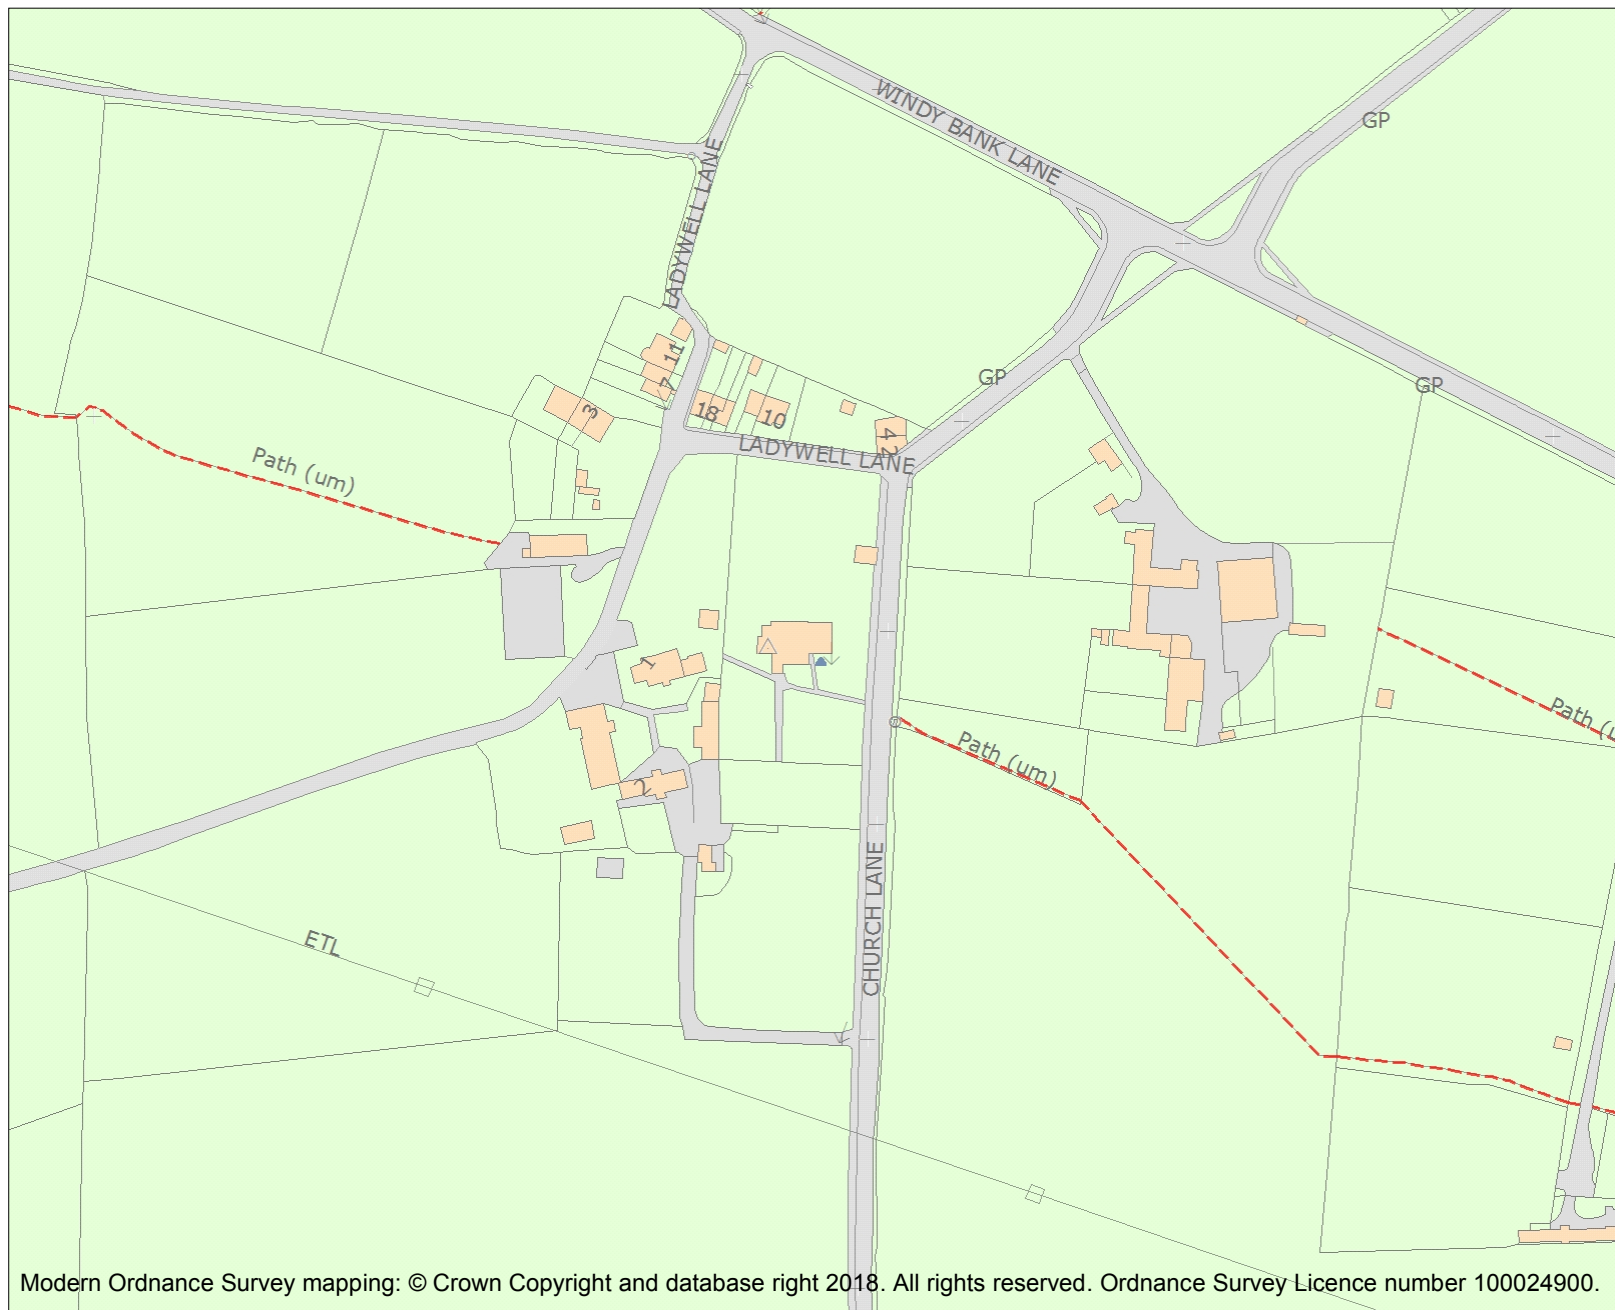 WINDY BANK LANE
GP
LADYWELL LANE
11
7
3
18
10
GP
GP
4
2
LADYWELL LANE
Path (um)
1
Path (um)
Path (u
2
CHURCH LANE
ETL
Modern Ordnance Survey mapping: © Crown Copyright and database right 2018. All rights reserved. Ordnance Survey Licence number 100024900.